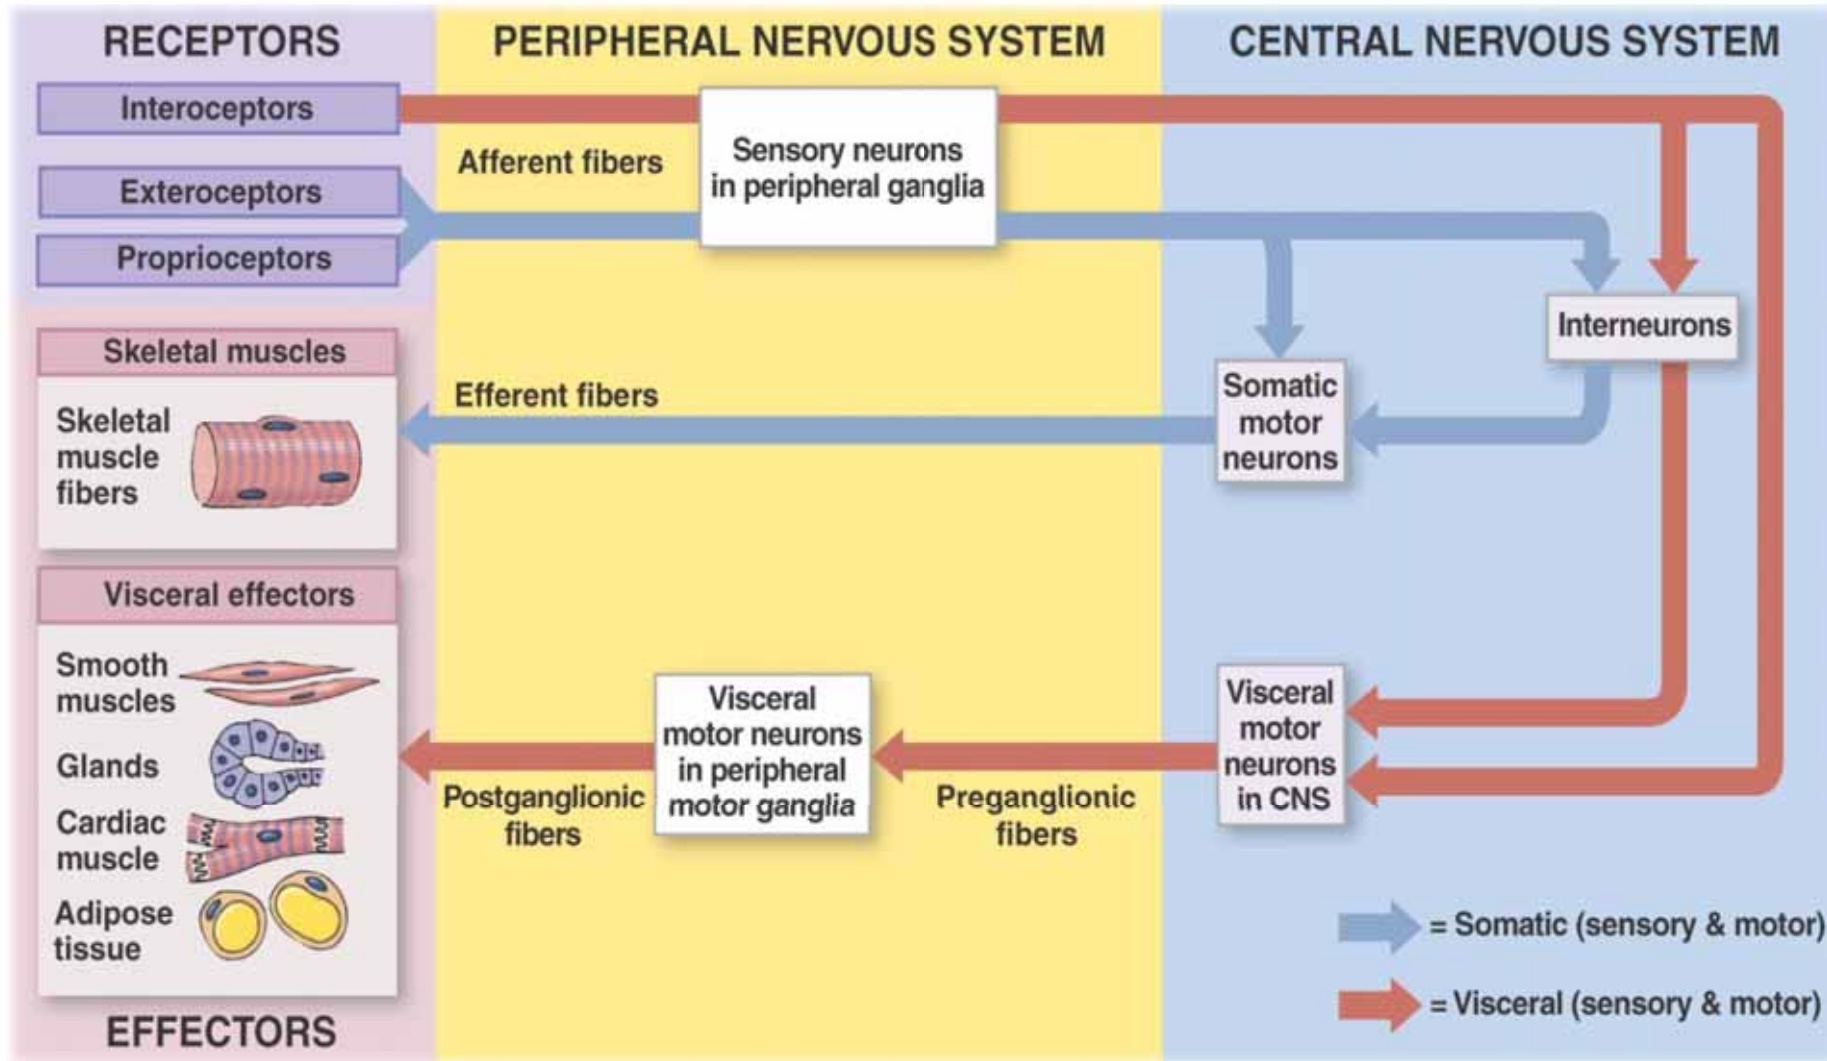 RECEPTORS
PERIPHERAL NERVOUS SYSTEM
CENTRAL NERVOUS SYSTEM
Interoceptors
Exteroceptors
Proprioceptors
Afferent fibers
Sensory neurons
in peripheral ganglia
Interneurons
Skeletal muscles
Skeletal
muscle
fibers
Efferent fibers
Somatic
motor
neurons
Visceral effectors
Smooth
muscles
Glands
Cardiac
muscle
Adipose
tissue
Postganglionic
fibers
Visceral
motor neurons
in peripheral
motor ganglia
Preganglionic
fibers
Visceral
motor
neurons
in CNS
= Somatic (sensory & motor)
= Visceral (sensory & motor)
EFFECTORS